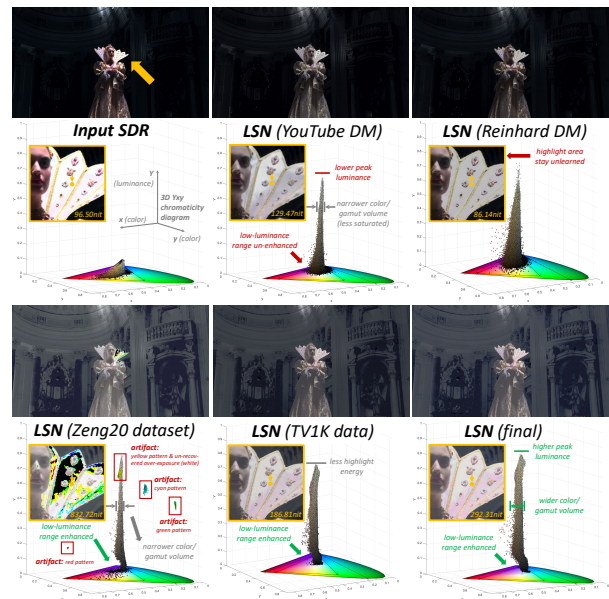 Input SDR
LSN (YouTube DM)
LSN (Reinhard DM)
Y
(luminance)
3D Yxy
chromaticity
diagram
x (color)
y (color)
96.50nit
lower peak
luminance
narrower color/
gamut volume
(less saturated)
low-luminance
range un-enhanced
129.47nit
highlight area
stay unlearned
86.14nit
LSN (Zeng20 dataset)
LSN (TV1K data)
LSN (final)
artifact:
yellow pattern & un-recov-
ered over-exposure (white)
artifact:
cyan pattern
artifact:
green pattern
832.72nit
low-luminance
range enhanced
narrower color/
gamut volume
artifact: red pattern
less highlight
energy
186.81nit
low-luminance
range enhanced
higher peak
luminance
wider color/
gamut volume
292.31nit
low-luminance
range enhanced